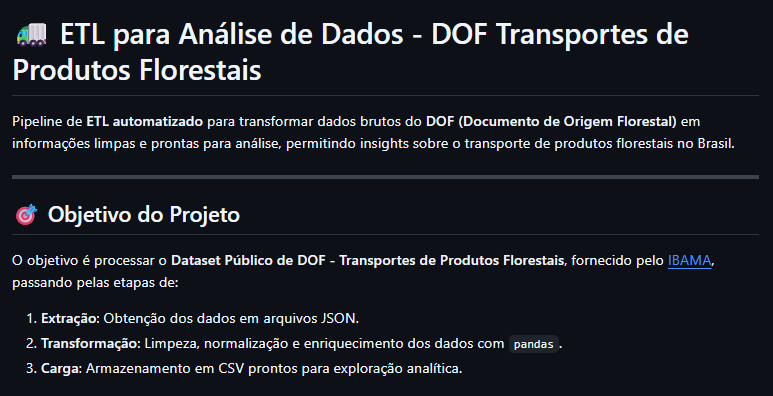 🚛 ETL para Análise de Dados - DOF Transportes de
Produtos Florestais
Pipeline de ETL automatizado para transformar dados brutos do DOF (Documento de Origem Florestal) em
informações limpas e prontas para análise, permitindo insights sobre o transporte de produtos florestais no Brasil.
🎯 Objetivo do Projeto
O objetivo é processar o Dataset Público de DOF - Transportes de Produtos Florestais, fornecido pelo IBAMA,
passando pelas etapas de:
1. Extração: Obtenção dos dados em arquivos JSON.
2. Transformação: Limpeza, normalização e enriquecimento dos dados com pandas.
3. Carga: Armazenamento em CSV prontos para exploração analítica.